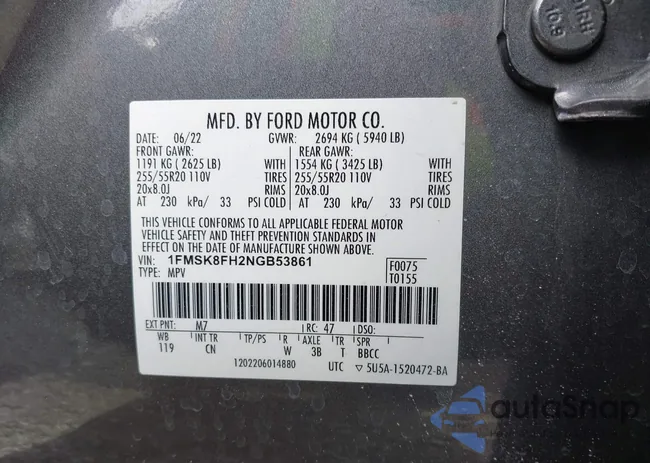 10.9
MFD. BY FORD MOTOR CO.
DATE: 06/22 GVWR: 2694 KG ( 5940 LB)
FRONT GAWR: REAR GAWR:
1191 KG ( 2625 LB) WITH 1554 KG ( 3425 LB) WITH
255/55R20 110V TIRES 255/55R20 110V TIRES
20x8.0J RIMS 20x8.0J RIMS
AT 230 kPa/ 33 PSI COLD AT 230 kPa/ 33 PSI COLD
THIS VEHICLE CONFORMS TO ALL APPLICABLE FEDERAL MOTOR
VEHICLE SAFETY AND THEFT PREVENTION STANDARDS IN
EFFECT ON THE DATE OF MANUFACTURE SHOWN ABOVE.
VIN: 1FMSK8FH2NGB53861 F0075
TYPE: MPV T0155
EXT PNT: M7 RC: 47 DSO:
WB INT TR TP/PS R AXLE TR SPR
119 CN W 3B T BBCC
1202206014880 UTC ▽ 5U5A-1520472-BA
autoSnap